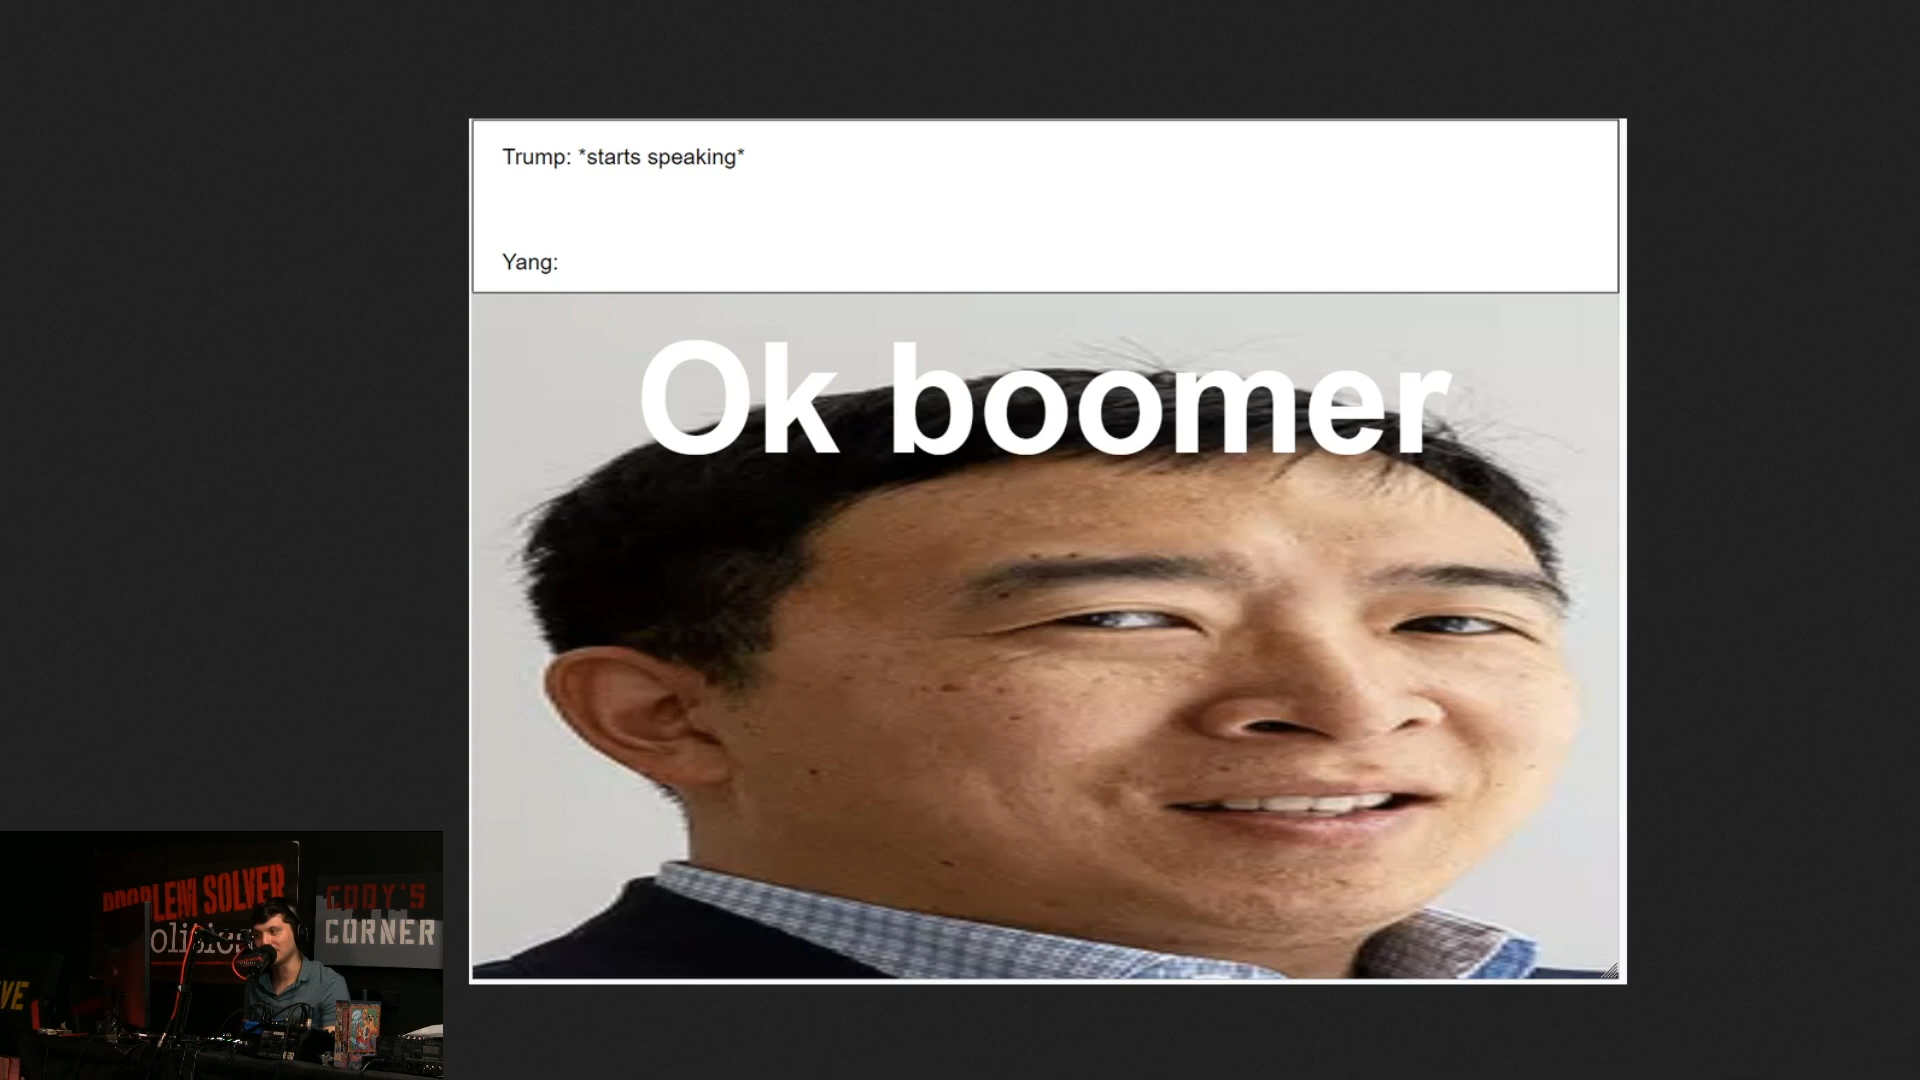 Trump: *starts speaking*
Yang:
Ok boomer
PROBLEM SOLVER
CODY'S
CORNER